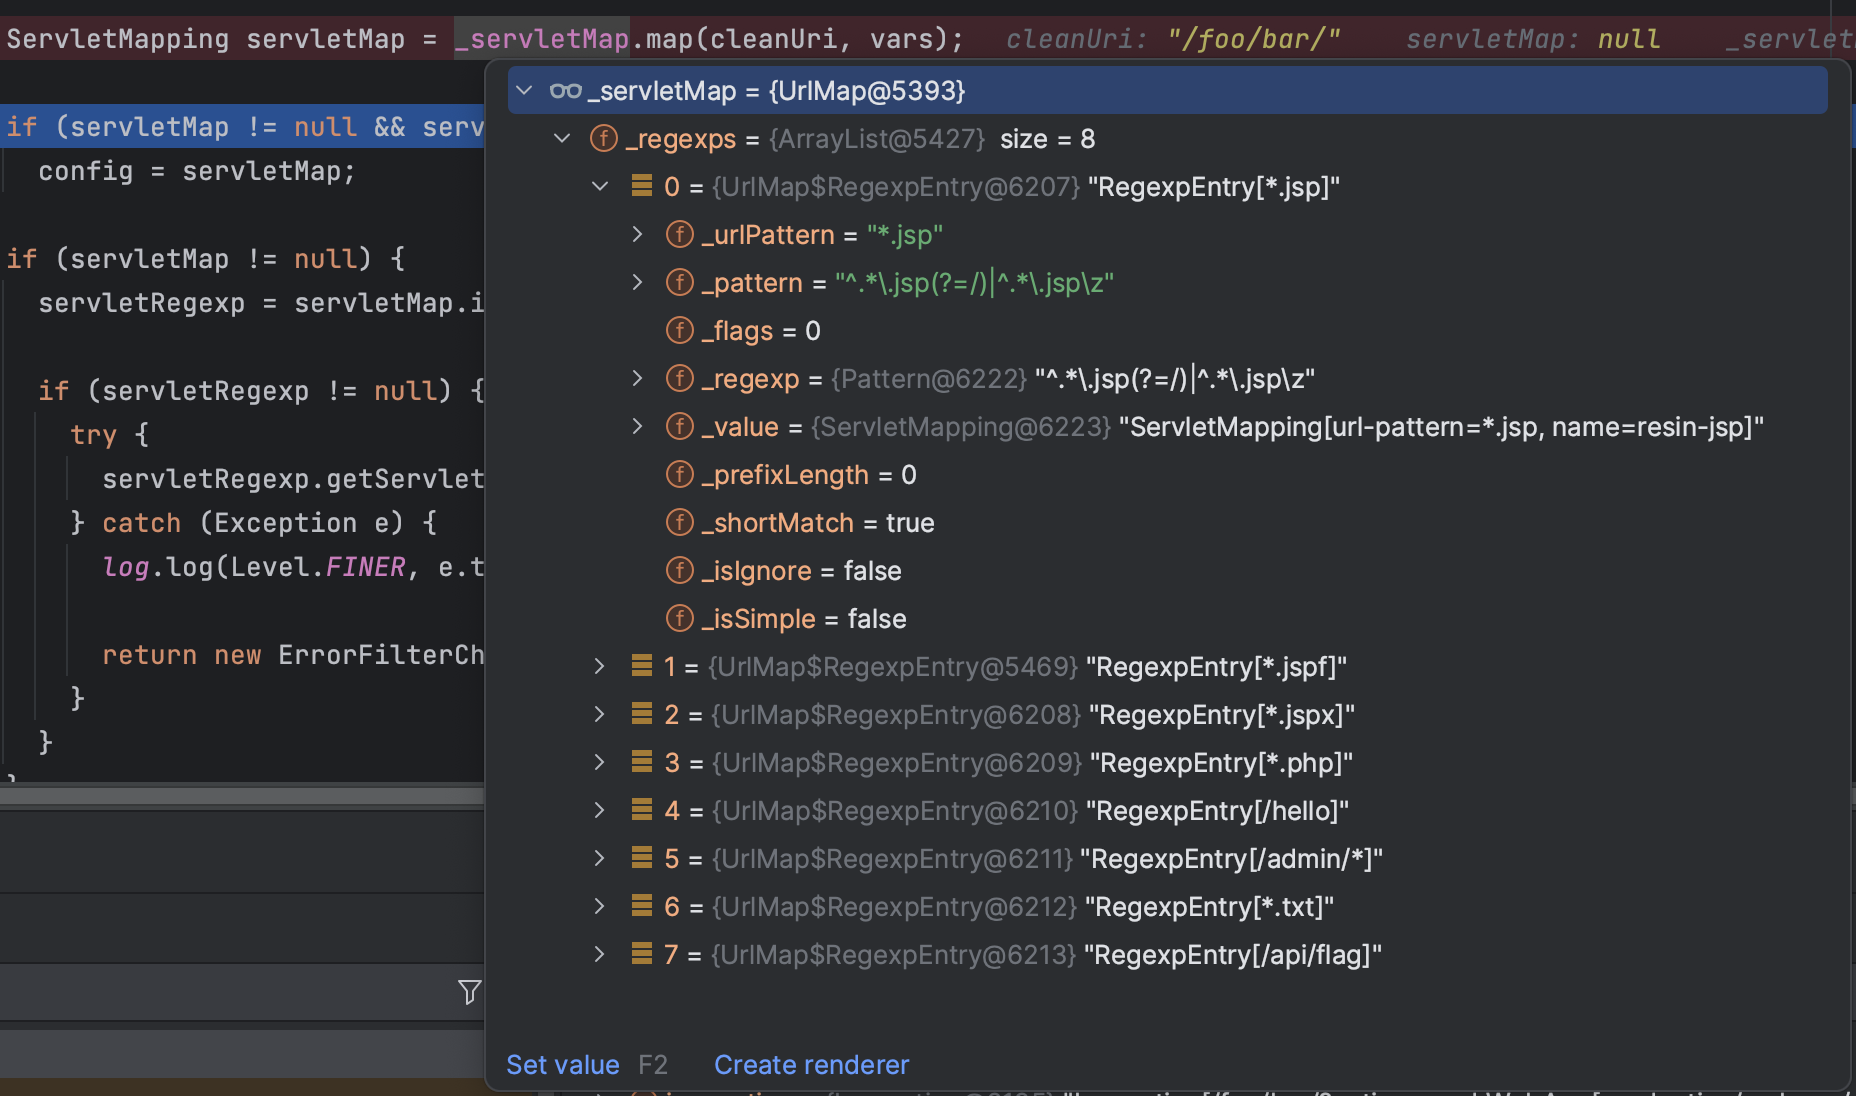 ServletMapping servletMap = _servletMap.map(cleanUri, vars);   cleanUri: "/foo/bar/"    servletMap: null    _servlet
_servletMap = {UrlMap@5393}
if (servletMap != null && serv
_regexps = {ArrayList@5427}  size = 8
config = servletMap;
0 = {UrlMap$RegexpEntry@6207} "RegexpEntry[*.jsp]"
_urlPattern = "*.jsp"
if (servletMap != null) {
_pattern = "^.*\.jsp(?=/)|^.*\.jsp\z"
servletRegexp = servletMap.i
_flags = 0
_regexp = {Pattern@6222} "^.*\.jsp(?=/)|^.*\.jsp\z"
if (servletRegexp != null) {
_value = {ServletMapping@6223} "ServletMapping[url-pattern=*.jsp, name=resin-jsp]"
try {
_prefixLength = 0
servletRegexp.getServlet
_shortMatch = true
} catch (Exception e) {
_isIgnore = false
log.log(Level.FINER, e.t
_isSimple = false
return new ErrorFilterCh
1 = {UrlMap$RegexpEntry@5469} "RegexpEntry[*.jspf]"
}
2 = {UrlMap$RegexpEntry@6208} "RegexpEntry[*.jspx]"
}
3 = {UrlMap$RegexpEntry@6209} "RegexpEntry[*.php]"
4 = {UrlMap$RegexpEntry@6210} "RegexpEntry[/hello]"
5 = {UrlMap$RegexpEntry@6211} "RegexpEntry[/admin/*]"
6 = {UrlMap$RegexpEntry@6212} "RegexpEntry[*.txt]"
7 = {UrlMap$RegexpEntry@6213} "RegexpEntry[/api/flag]"
Set value F2 Create renderer